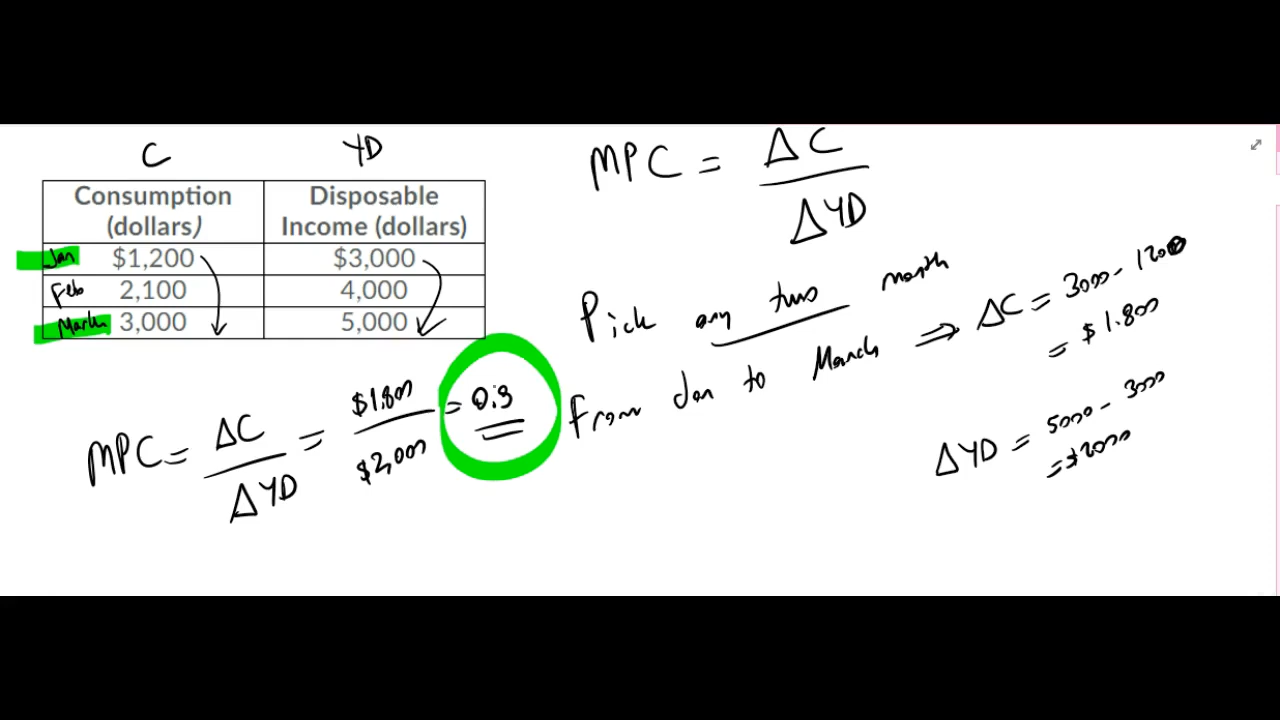 C YD
Consumption (dollars) Disposable Income (dollars)
Jan $1,200 $3,000
Feb 2,100 4,000
March 3,000 5,000
MPC = ΔC / ΔYD = $1.800 / $2,000 = 0.9
MPC = ΔC / ΔYD
Pick any two month
From Jan to March ⇒ ΔC = 3000 - 1200
= $1.800
ΔYD = 5000 - 3000
= $2000